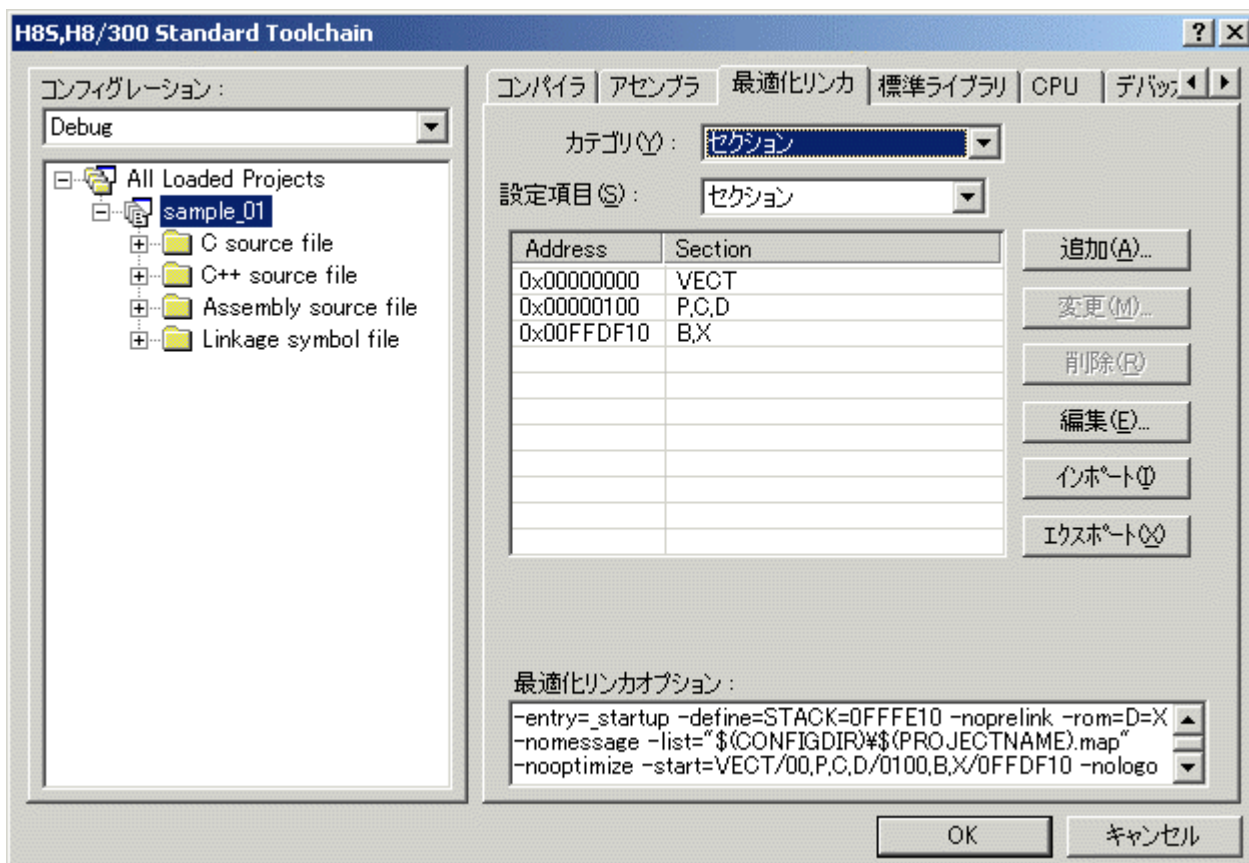 H8S,H8/300 Standard Toolchain
コンフィグレーション :
Debug
All Loaded Projects
sample_01
C source file
C++ source file
Assembly source file
Linkage symbol file
コンパイラ アセンブラ 最適化リンカ 標準ライブラリ CPU デバッ
カテゴリ(Y) : セクション
設定項目(S) : セクション
Address Section
0x00000000 VECT
0x00000100 P,C,D
0x00FFDF10 B,X
追加(A)...
変更(M)...
削除(R)
編集(E)...
インポート(I)
エクスポート(X)
最適化リンカオプション :
-entry=_startup -define=STACK=0FFFE10 -noprelink -rom=D=X
-nomessage -list="$(CONFIGDIR)¥$(PROJECTNAME).map"
-nooptimize -start=VECT/00,P,C,D/0100,B,X/0FFDF10 -nologo
OK キャンセル